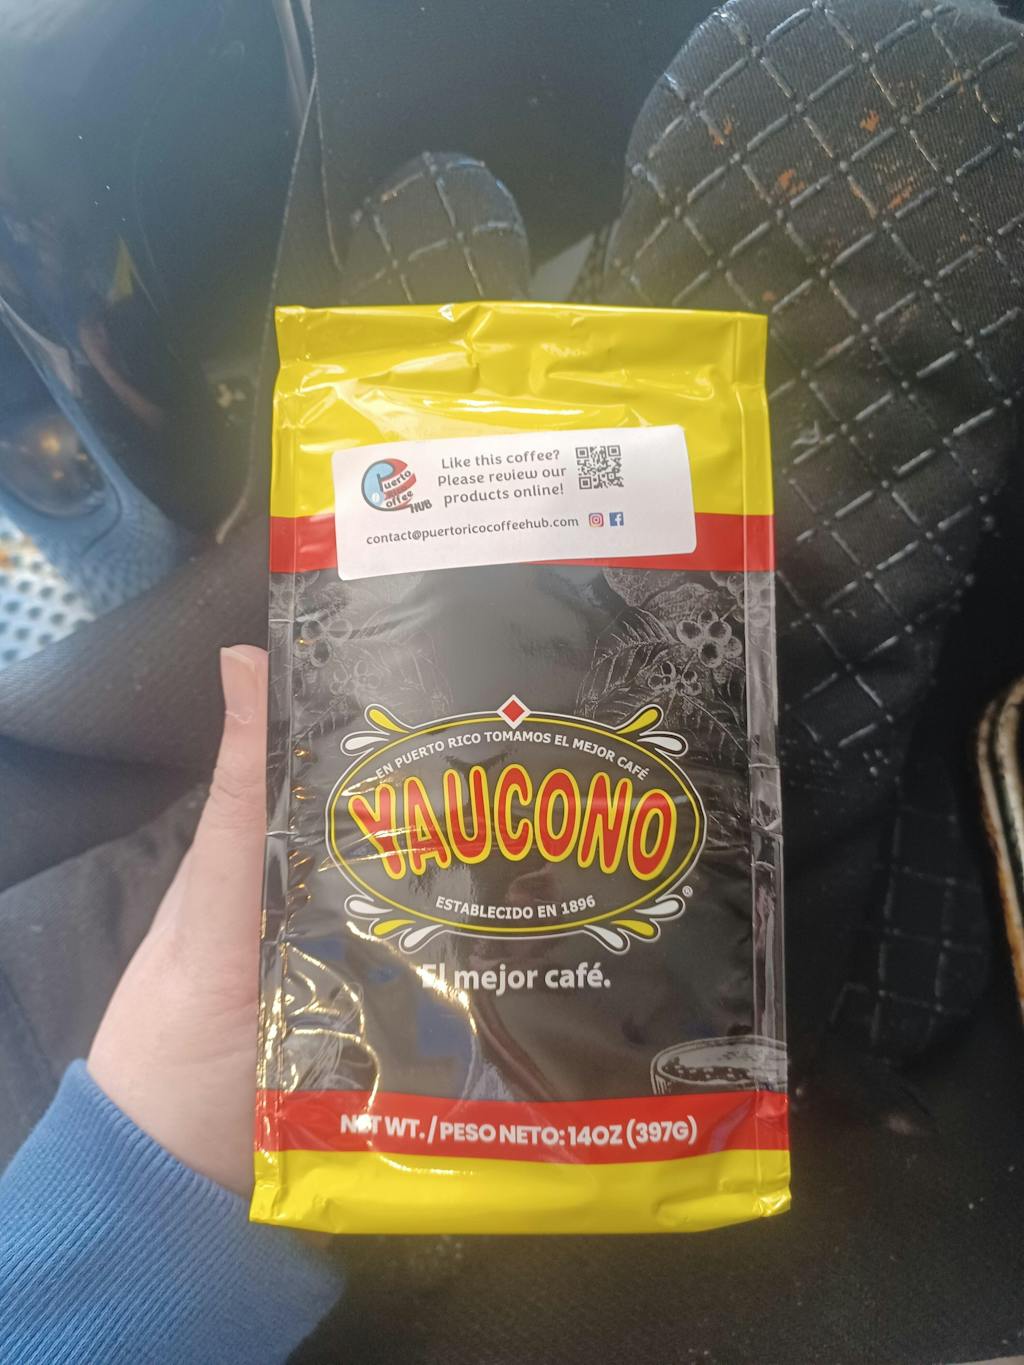 Puerto
Coffee
HUB
Like this coffee?
Please review our
products online!
contact@puertoricocoffeehub.com
EN PUERTO RICO TOMAMOS EL MEJOR CAFÉ
YAUCONO
®
ESTABLECIDO EN 1896
El mejor café.
NET WT. / PESO NETO: 14OZ (397G)